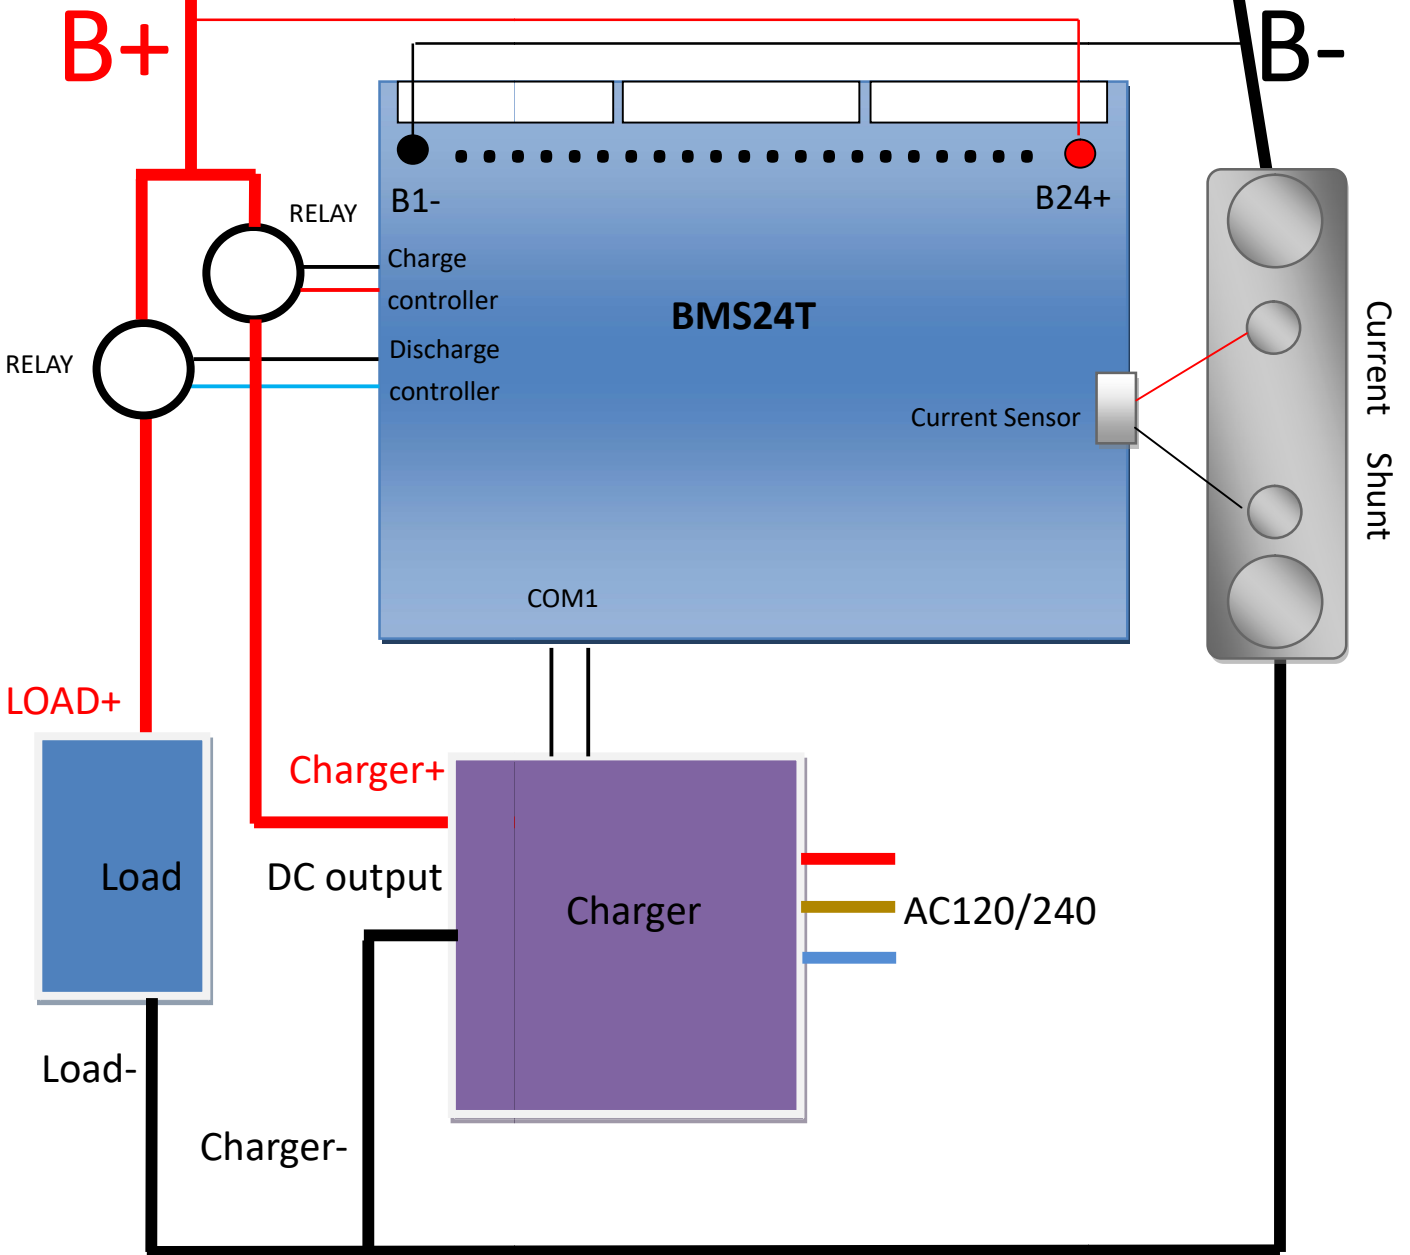 B+
B-
B1-
B24+
RELAY
Charge
controller
BMS24T
Discharge
controller
RELAY
Current Sensor
Current Shunt
COM1
LOAD+
Charger+
Load
DC output
Charger
AC120/240
Load-
Charger-